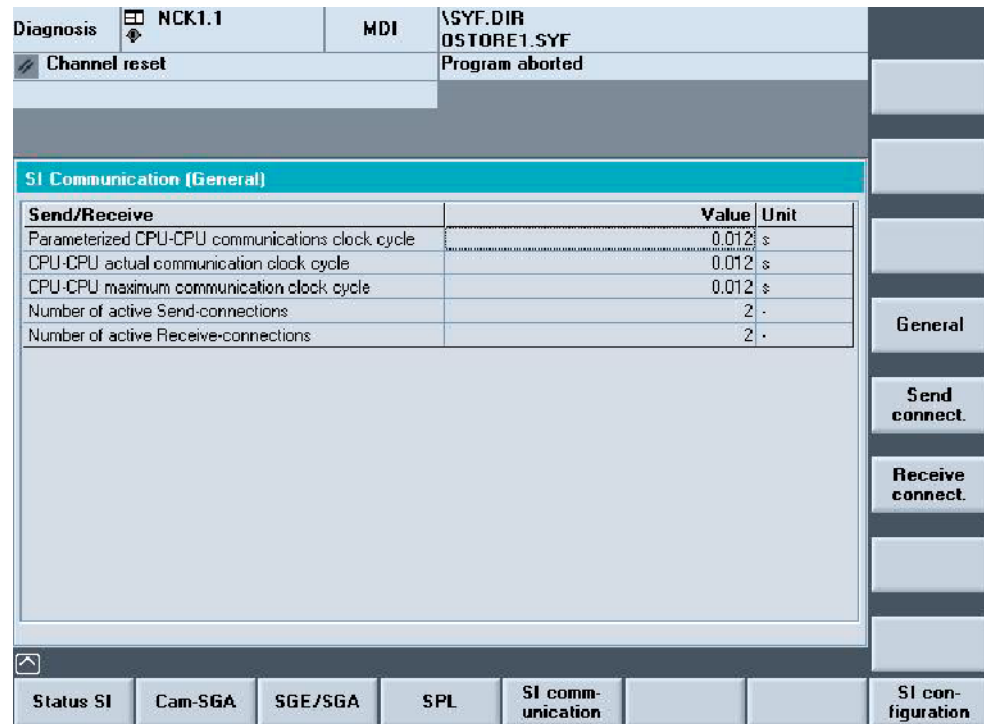 Diagnosis
NCK1.1
MDI
\SYF.DIR
OSTORE1.SYF
Channel reset
Program aborted
SI Communication (General)
Send/Receive Value Unit
Parameterized CPU-CPU communications clock cycle 0.012 s
CPU-CPU actual communication clock cycle 0.012 s
CPU-CPU maximum communication clock cycle 0.012 s
Number of active Send-connections 2 -
Number of active Receive-connections 2 -
General
Send
connect.
Receive
connect.
Status SI
Cam-SGA
SGE/SGA
SPL
SI comm-
unication
SI con-
figuration